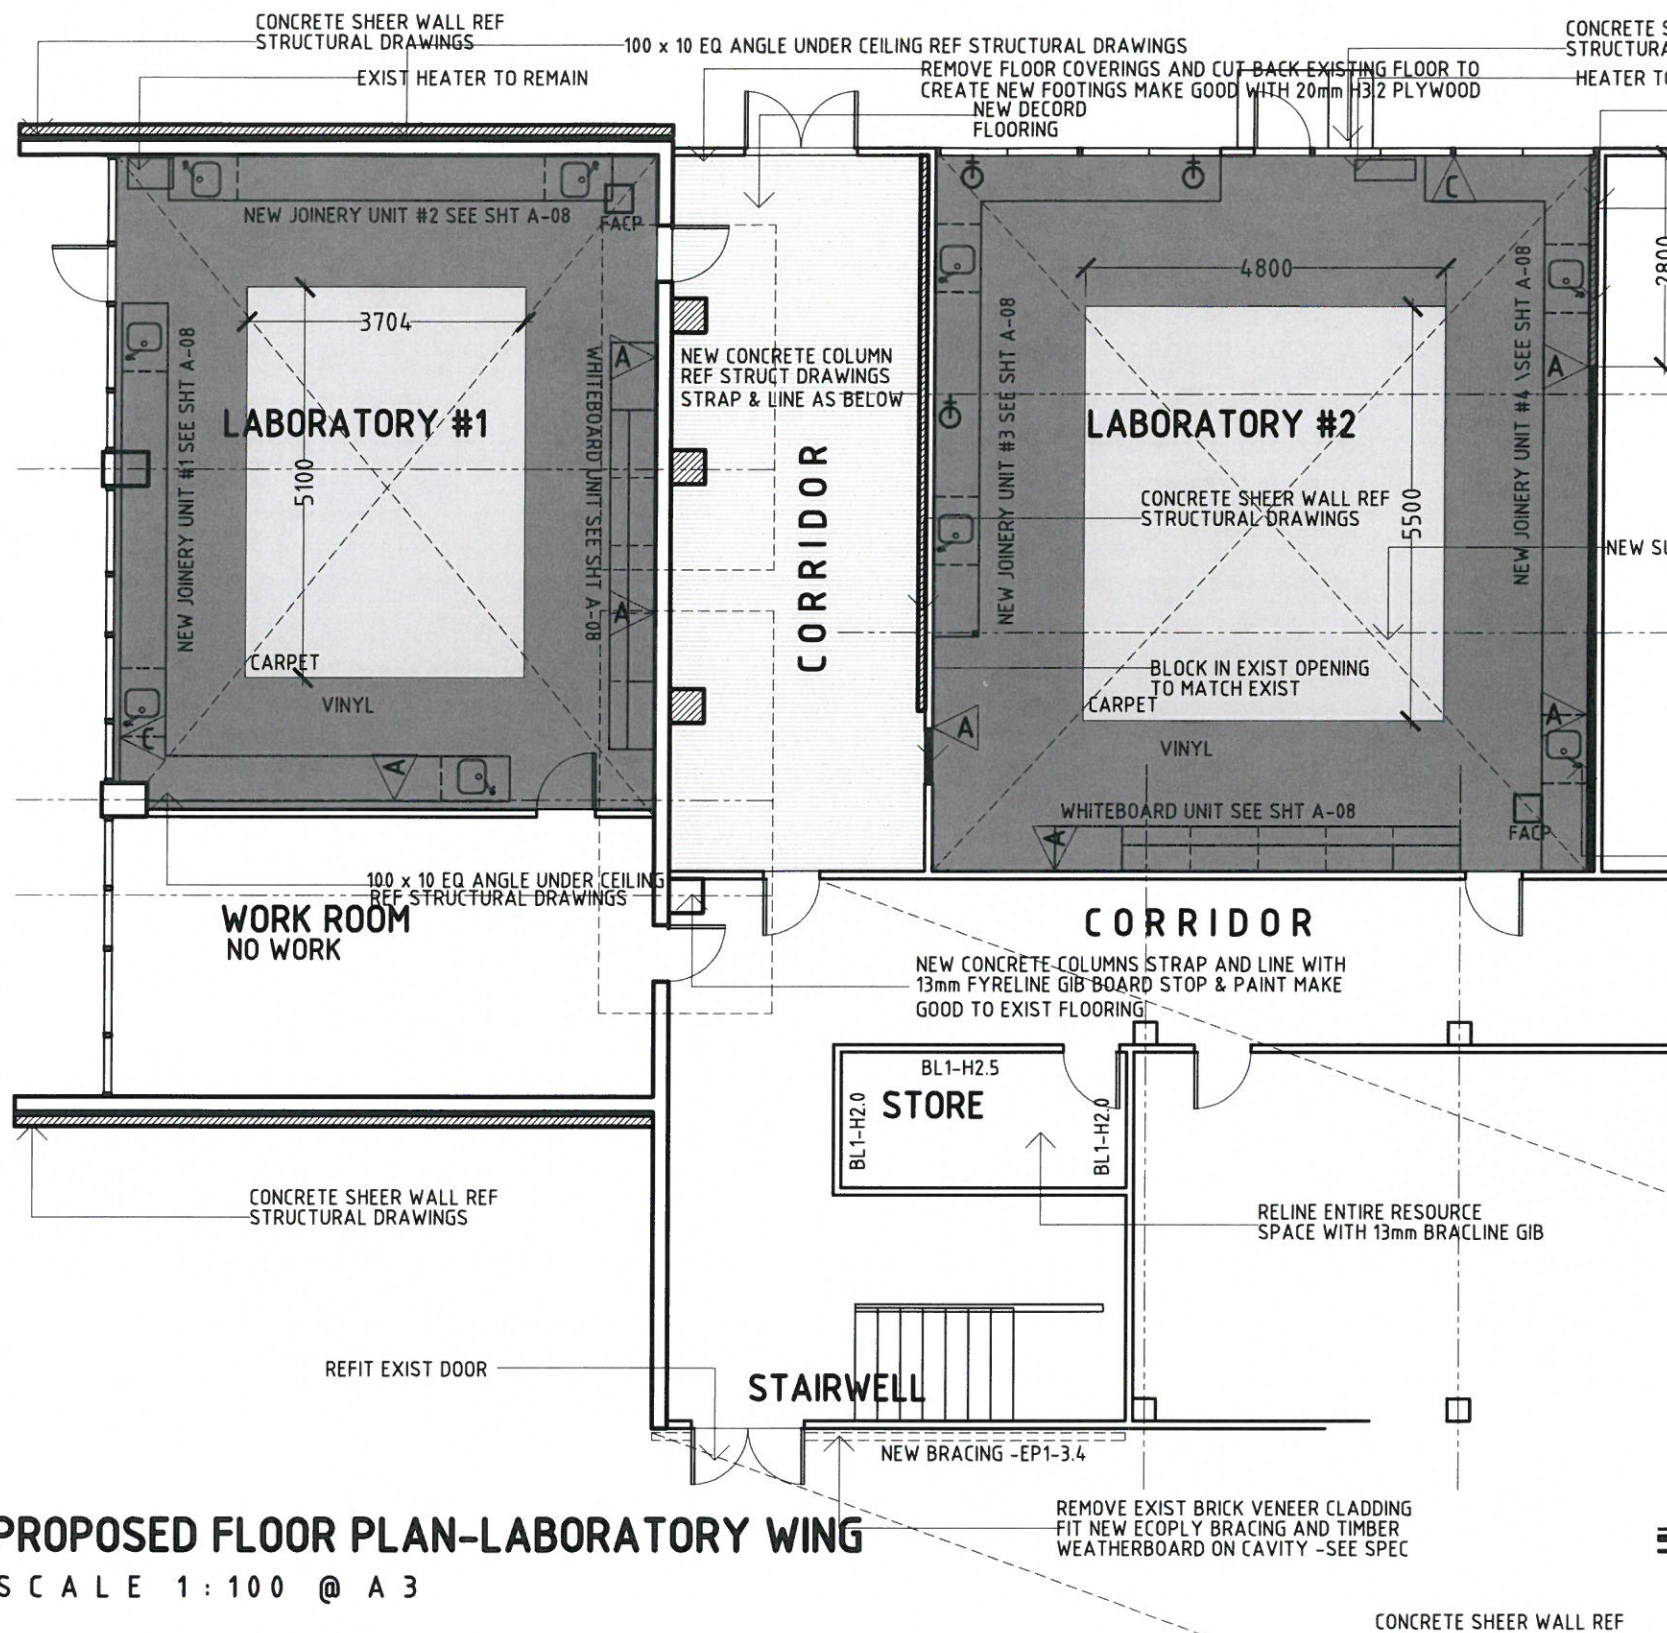 CONCRETE SHEER WALL REF
STRUCTURAL DRAWINGS
EXIST HEATER TO REMAIN
100 x 10 EQ ANGLE UNDER CEILING REF STRUCTURAL DRAWINGS
REMOVE FLOOR COVERINGS AND CUT BACK EXISTING FLOOR TO
CREATE NEW FOOTINGS MAKE GOOD WITH 20mm H3.2 PLYWOOD
NEW DECORD
FLOORING
CONCRETE S
STRUCTURA
HEATER TO
NEW JOINERY UNIT #2 SEE SHT A-08
FACP
C
2800
4800
3704
NEW JOINERY UNIT #1 SEE SHT A-08
LABORATORY #1
5100
WHITEBOARD UNIT SEE SHT A-08
A
A
CARPET
VINYL
C
A
NEW CONCRETE COLUMN
REF STRUCT DRAWINGS
STRAP & LINE AS BELOW
CORRIDOR
NEW JOINERY UNIT #3 SEE SHT A-08
LABORATORY #2
NEW JOINERY UNIT #4 \SEE SHT A-08
A
CONCRETE SHEER WALL REF
STRUCTURAL DRAWINGS
5500
NEW SU
BLOCK IN EXIST OPENING
TO MATCH EXIST
CARPET
A
A
VINYL
WHITEBOARD UNIT SEE SHT A-08
A
FACP
100 x 10 EQ ANGLE UNDER CEILING
REF STRUCTURAL DRAWINGS
WORK ROOM
NO WORK
CORRIDOR
NEW CONCRETE COLUMNS STRAP AND LINE WITH
13mm FYRELINE GIB BOARD STOP & PAINT MAKE
GOOD TO EXIST FLOORING
BL1-H2.5
STORE
BL1-H2.0
BL1-H2.0
CONCRETE SHEER WALL REF
STRUCTURAL DRAWINGS
RELINE ENTIRE RESOURCE
SPACE WITH 13mm BRACLINE GIB
REFIT EXIST DOOR
STAIRWELL
NEW BRACING -EP1-3.4
REMOVE EXIST BRICK VENEER CLADDING
FIT NEW ECOPLY BRACING AND TIMBER
WEATHERBOARD ON CAVITY -SEE SPEC
PROPOSED FLOOR PLAN-LABORATORY WING
SCALE 1:100 @ A3
CONCRETE SHEER WALL REF